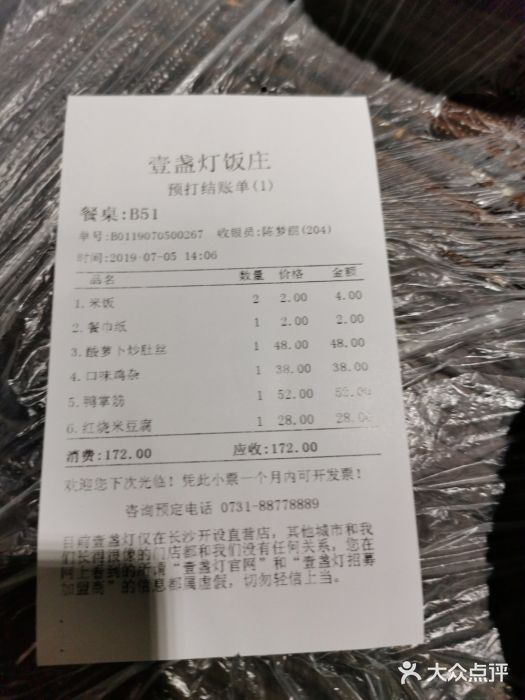 壹盏灯饭庄
预打结账单(1)
餐桌:B51
单号:B0119070500267 收银员:陈梦丽(204)
时间:2019-07-05 14:06
品名 数量 价格 金额
1.米饭 2 2.00 4.00
2.餐巾纸 1 2.00 2.00
3.酸萝卜炒肚丝 1 48.00 48.00
4.口味鸡杂 1 38.00 38.00
5.鸭掌筋 1 52.00 52.00
6.红烧米豆腐 1 28.00 28.00
消费:172.00 应收:172.00
欢迎您下次光临! 凭此小票一个月内可开发票!
咨询预定电话 0731-88778889
目前壹盏灯仅在长沙开设直营店，其他城市和我
们长得很像的门店都和我们没有任何关系，您在
网上看到的所谓“壹盏灯官网”和“壹盏灯招募
加盟商”的信息都属虚假，切勿轻信上当。
大众点评